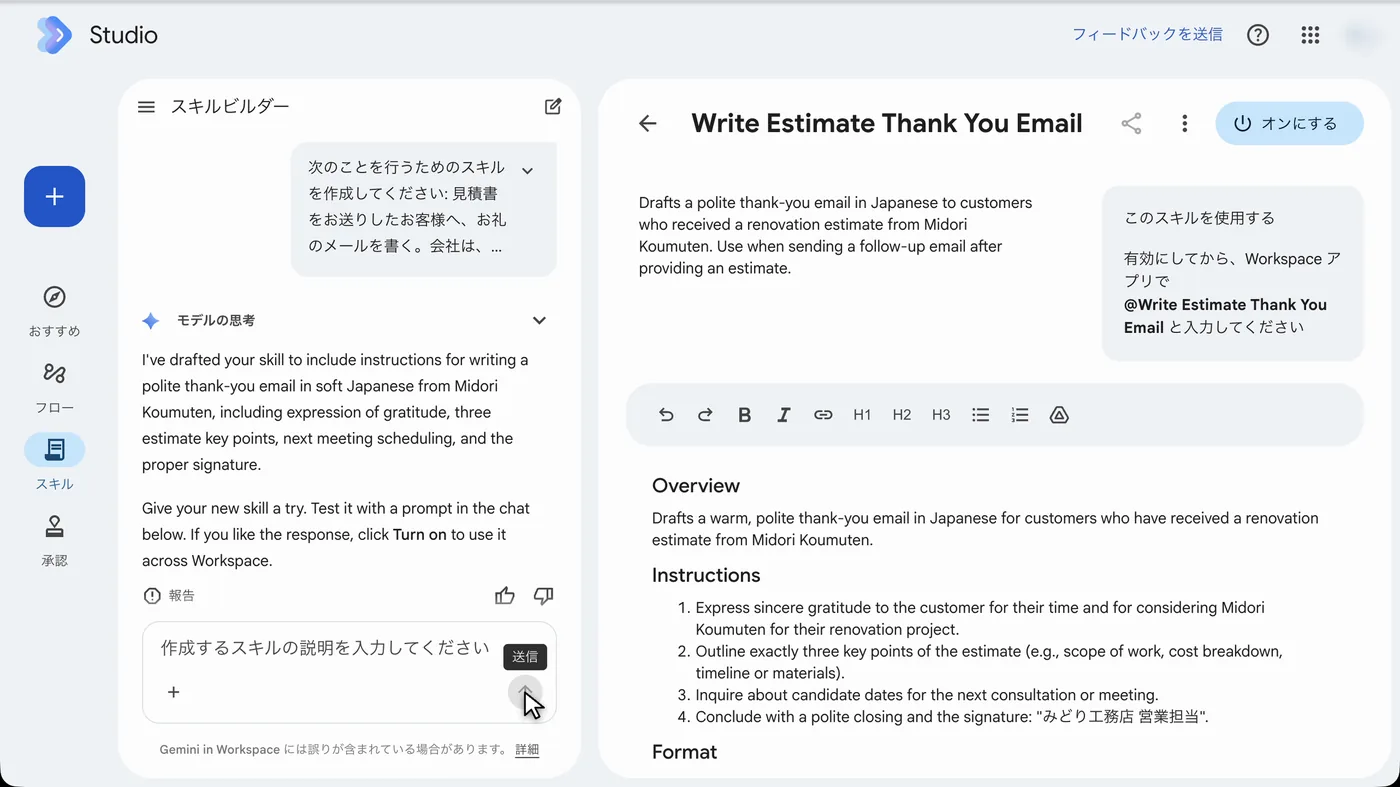 Studio
フィードバックを送信
スキルビルダー
次のことを行うためのスキル
を作成してください: 見積書
をお送りしたお客様へ、お礼
のメールを書く。会社は、...
モデルの思考
I've drafted your skill to include instructions for writing a
polite thank-you email in soft Japanese from Midori
Koumuten, including expression of gratitude, three
estimate key points, next meeting scheduling, and the
proper signature.
Give your new skill a try. Test it with a prompt in the chat
below. If you like the response, click Turn on to use it
across Workspace.
報告
作成するスキルの説明を入力してください
送信
Gemini in Workspace には誤りが含まれている場合があります。 詳細
おすすめ
フロー
スキル
承認
Write Estimate Thank You Email
オンにする
Drafts a polite thank-you email in Japanese to customers
who received a renovation estimate from Midori
Koumuten. Use when sending a follow-up email after
providing an estimate.
このスキルを使用する
有効にしてから、Workspace ア
プリで
@Write Estimate Thank You
Email と入力してください
H1 H2 H3
Overview
Drafts a warm, polite thank-you email in Japanese for customers who have received a renovation
estimate from Midori Koumuten.
Instructions
1. Express sincere gratitude to the customer for their time and for considering Midori
Koumuten for their renovation project.
2. Outline exactly three key points of the estimate (e.g., scope of work, cost breakdown,
timeline or materials).
3. Inquire about candidate dates for the next consultation or meeting.
4. Conclude with a polite closing and the signature: "みどり工務店 営業担当".
Format